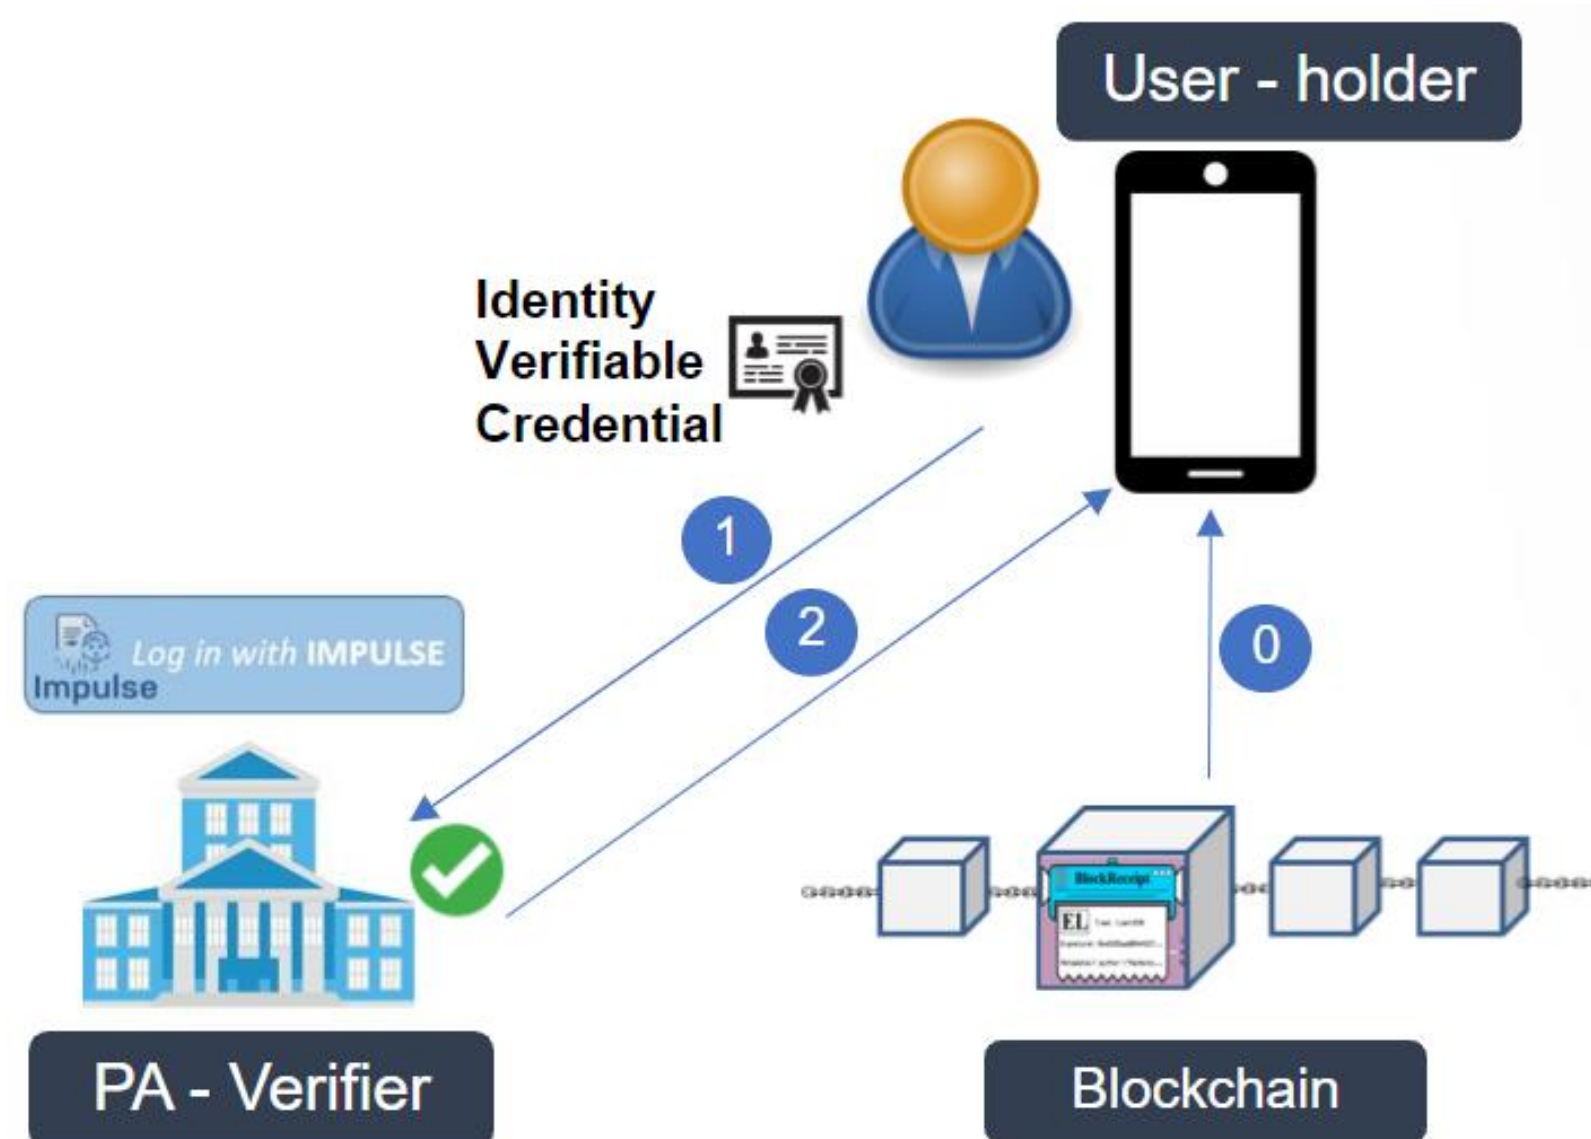 User - holder
Identity
Verifiable
Credential
1
2
0
Log in with IMPULSE
Impulse
BlockReceipt
EL
PA - Verifier
Blockchain